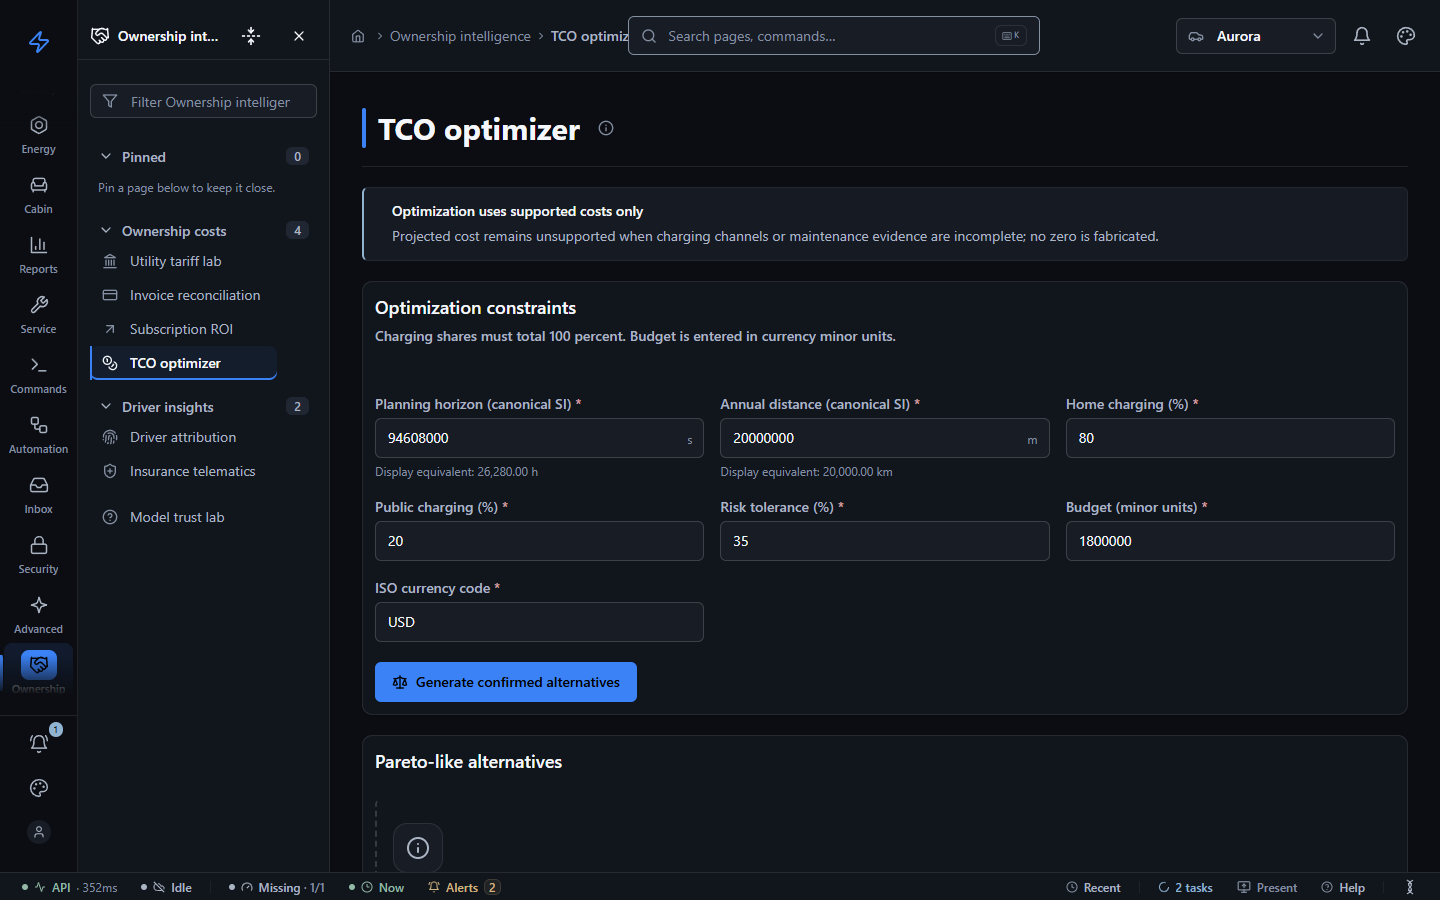 Ownership int...
Ownership intelligence
TCO optimiz
Search pages, commands...
K
Aurora
Energy
Cabin
Reports
Service
Commands
Automation
Inbox
Security
Advanced
Ownership
1
Filter Ownership intelliger
Pinned
0
Pin a page below to keep it close.
Ownership costs
4
Utility tariff lab
Invoice reconciliation
Subscription ROI
TCO optimizer
Driver insights
2
Driver attribution
Insurance telematics
Model trust lab
TCO optimizer
Optimization uses supported costs only
Projected cost remains unsupported when charging channels or maintenance evidence are incomplete; no zero is fabricated.
Optimization constraints
Charging shares must total 100 percent. Budget is entered in currency minor units.
Planning horizon (canonical SI) *
94608000
s
Display equivalent: 26,280.00 h
Annual distance (canonical SI) *
20000000
m
Display equivalent: 20,000.00 km
Home charging (%) *
80
Public charging (%) *
20
Risk tolerance (%) *
35
Budget (minor units) *
1800000
ISO currency code *
USD
Generate confirmed alternatives
Pareto-like alternatives
API · 352ms
Idle
Missing · 1/1
Now
Alerts 2
Recent
2 tasks
Present
Help